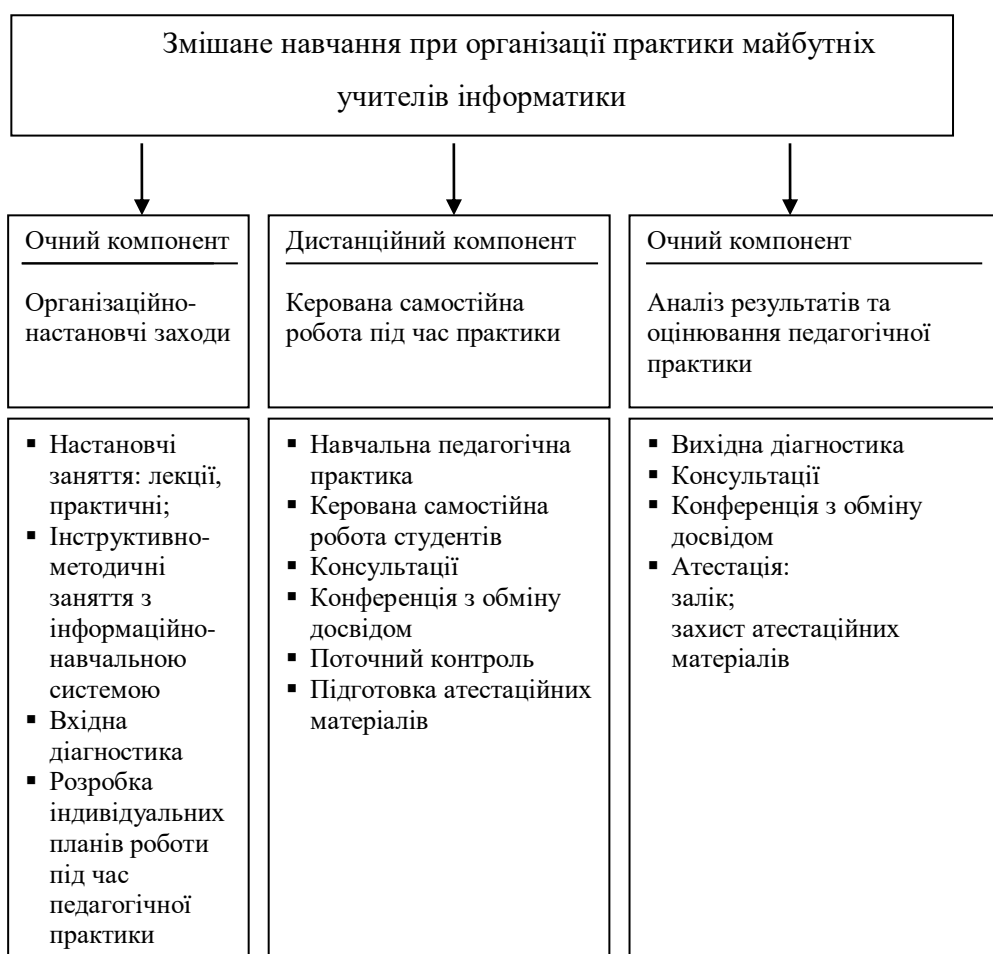 Змішане навчання при організації практики майбутніх
учителів інформатики
Очний компонент
Організаційно-
настановчі заходи
Дистанційний компонент
Керована самостійна
робота під час практики
Очний компонент
Аналіз результатів та
оцінювання педагогічної
практики
▪ Настановчі
заняття: лекції,
практичні;
▪ Інструктивно-
методичні
заняття з
інформаційно-
навчальною
системою
▪ Вхідна
діагностика
▪ Розробка
індивідуальних
планів роботи
під час
педагогічної
практики
▪ Навчальна педагогічна
практика
▪ Керована самостійна
робота студентів
▪ Консультації
▪ Конференція з обміну
досвідом
▪ Поточний контроль
▪ Підготовка атестаційних
матеріалів
▪ Вихідна діагностика
▪ Консультації
▪ Конференція з обміну
досвідом
▪ Атестація:
залік;
захист атестаційних
матеріалів